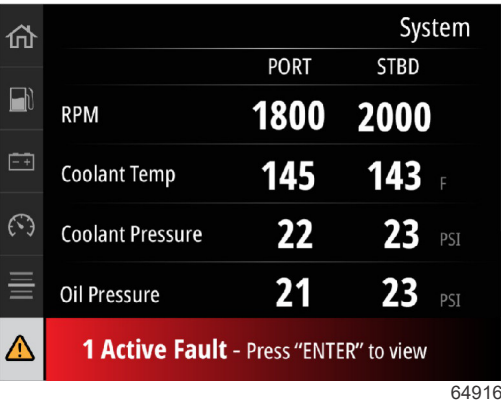 System
PORT STBD
RPM 1800 2000
Coolant Temp 145 143 F
Coolant Pressure 22 23 PSI
Oil Pressure 21 23 PSI
1 Active Fault - Press “ENTER” to view
64916